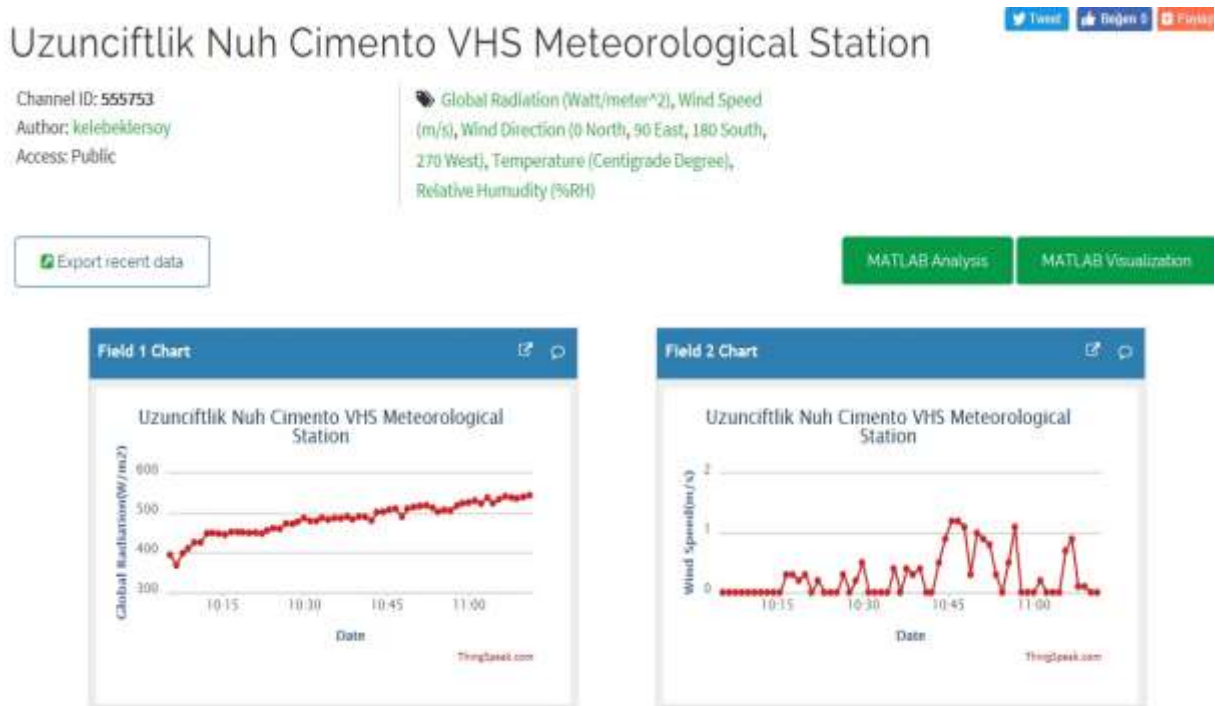 Tweet Beğen 0
Uzunciftlik Nuh Cimento VHS Meteorological Station
Channel ID: 555753
Author: kelebeklersoy
Access: Public
Global Radiation (Watt/meter^2), Wind Speed
(m/s), Wind Direction (0 North, 90 East, 180 South,
270 West), Temperature (Centigrade Degree),
Relative Humudity (%RH)
Export recent data
MATLAB Analysis
MATLAB Visualization
Field 1 Chart
Uzunciftlik Nuh Cimento VHS Meteorological
Station
Global Radiation(W/m2)
600
500
400
300
10:15 10:30 10:45 11:00
Date
ThingSpeak.com
Field 2 Chart
Uzunciftlik Nuh Cimento VHS Meteorological
Station
Wind Speed(m/s)
2
1
0
10:15 10:30 10:45 11:00
Date
ThingSpeak.com